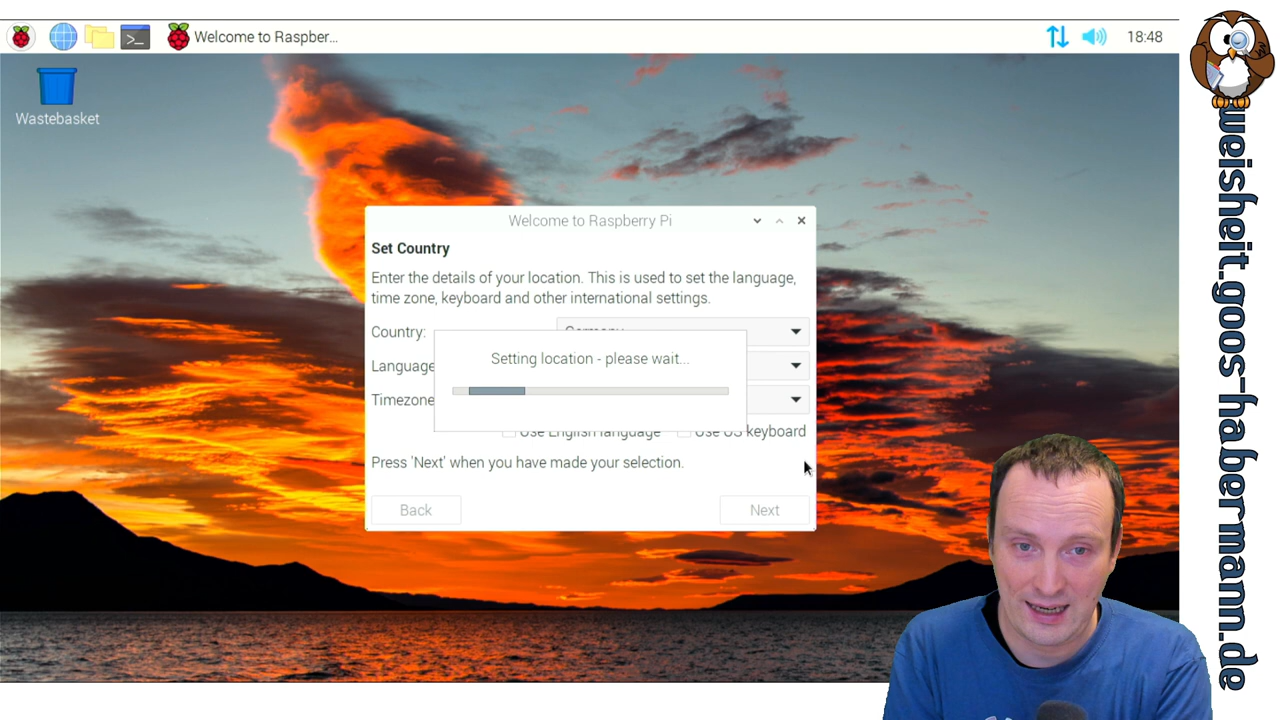 Welcome to Raspber...
18:48
Wastebasket
Welcome to Raspberry Pi
Set Country
Enter the details of your location. This is used to set the language,
time zone, keyboard and other international settings.
Country: Germany
Setting location - please wait...
Language
Timezone
Use English language Use US keyboard
Press 'Next' when you have made your selection.
Back Next
weisheit.goos-habermann.de